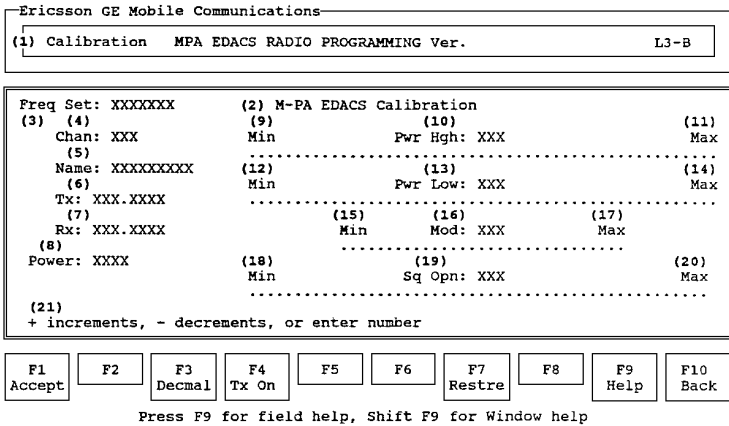 Ericsson GE Mobile Communications
(1) Calibration MPA EDACS RADIO PROGRAMMING Ver. L3-B
Freq Set: XXXXXXX (2) M-PA EDACS Calibration
(3) (4) (9) (10) (11)
Chan: XXX Min Pwr Hgh: XXX Max
(5)
Name: XXXXXXXXX (12) (13) (14)
(6) Min Pwr Low: XXX Max
Tx: XXX.XXXX
(7) (15) (16) (17)
Rx: XXX.XXXX Min Mod: XXX Max
(8)
Power: XXXX (18) (19) (20)
Min Sq Opn: XXX Max
(21)
+ increments, - decrements, or enter number
F1 F2 F3 F4 F5 F6 F7 F8 F9 F10
Accept Decmal Tx On Restre Help Back
Press F9 for field help, Shift F9 for Window help